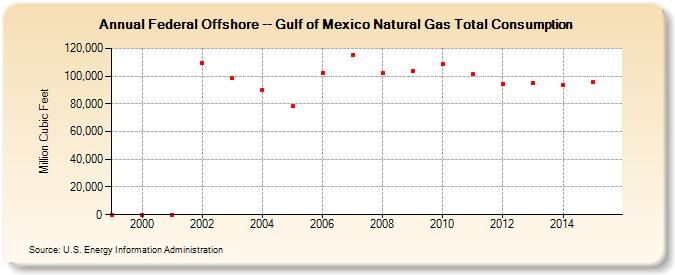 Annual Federal Offshore -- Gulf of Mexico Natural Gas Total Consumption
Million Cubic Feet
120,000
100,000
80,000
60,000
40,000
20,000
0
2000 2002 2004 2006 2008 2010 2012 2014
Source: U.S. Energy Information Administration